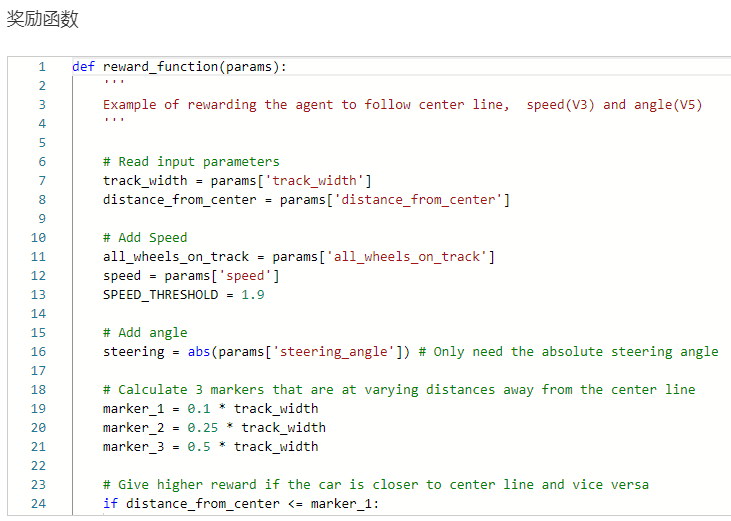 奖励函数
1 def reward_function(params):
2 '''
3 Example of rewarding the agent to follow center line,  speed(V3) and angle(V5)
4 '''
5
6 # Read input parameters
7 track_width = params['track_width']
8 distance_from_center = params['distance_from_center']
9
10 # Add Speed
11 all_wheels_on_track = params['all_wheels_on_track']
12 speed = params['speed']
13 SPEED_THRESHOLD = 1.9
14
15 # Add angle
16 steering = abs(params['steering_angle']) # Only need the absolute steering angle
17
18 # Calculate 3 markers that are at varying distances away from the center line
19 marker_1 = 0.1 * track_width
20 marker_2 = 0.25 * track_width
21 marker_3 = 0.5 * track_width
22
23 # Give higher reward if the car is closer to center line and vice versa
24 if distance_from_center <= marker_1: